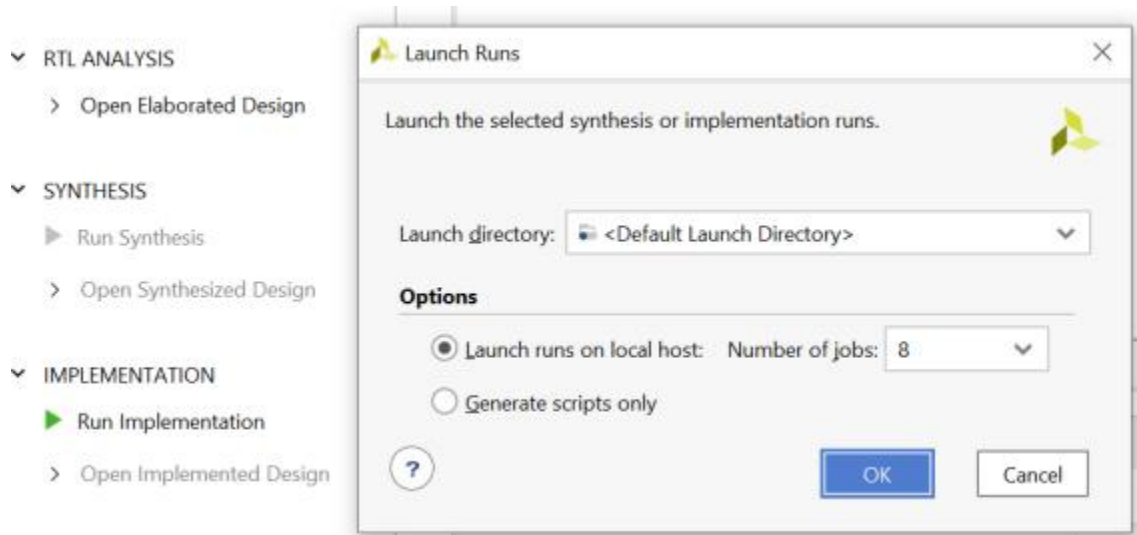 RTL ANALYSIS
Open Elaborated Design
SYNTHESIS
Run Synthesis
Open Synthesized Design
IMPLEMENTATION
Run Implementation
Open Implemented Design
Launch Runs
Launch the selected synthesis or implementation runs.
Launch directory: <Default Launch Directory>
Options
Launch runs on local host: Number of jobs: 8
Generate scripts only
?
OK Cancel